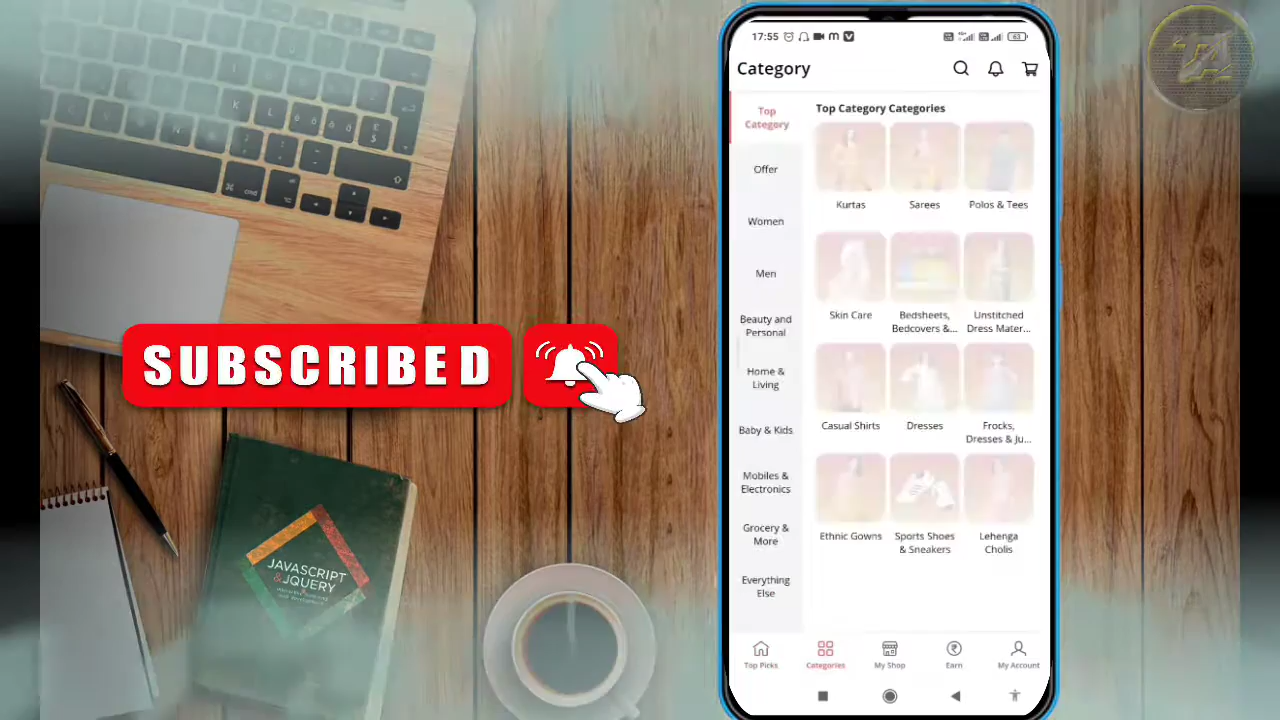 17:55
63
Category
Top
Category
Offer
Women
Men
Beauty and
Personal
Home &
Living
Baby & Kids
Mobiles &
Electronics
Grocery &
More
Everything
Else
Top Category Categories
Kurtas
Sarees
Polos & Tees
Skin Care
Bedsheets,
Bedcovers &...
Unstitched
Dress Mater...
Casual Shirts
Dresses
Frocks,
Dresses & Ju...
Ethnic Gowns
Sports Shoes
& Sneakers
Lehenga
Cholis
Top Picks
Categories
My Shop
Earn
My Account
SUBSCRIBED
JAVASCRIPT
&JQUERY